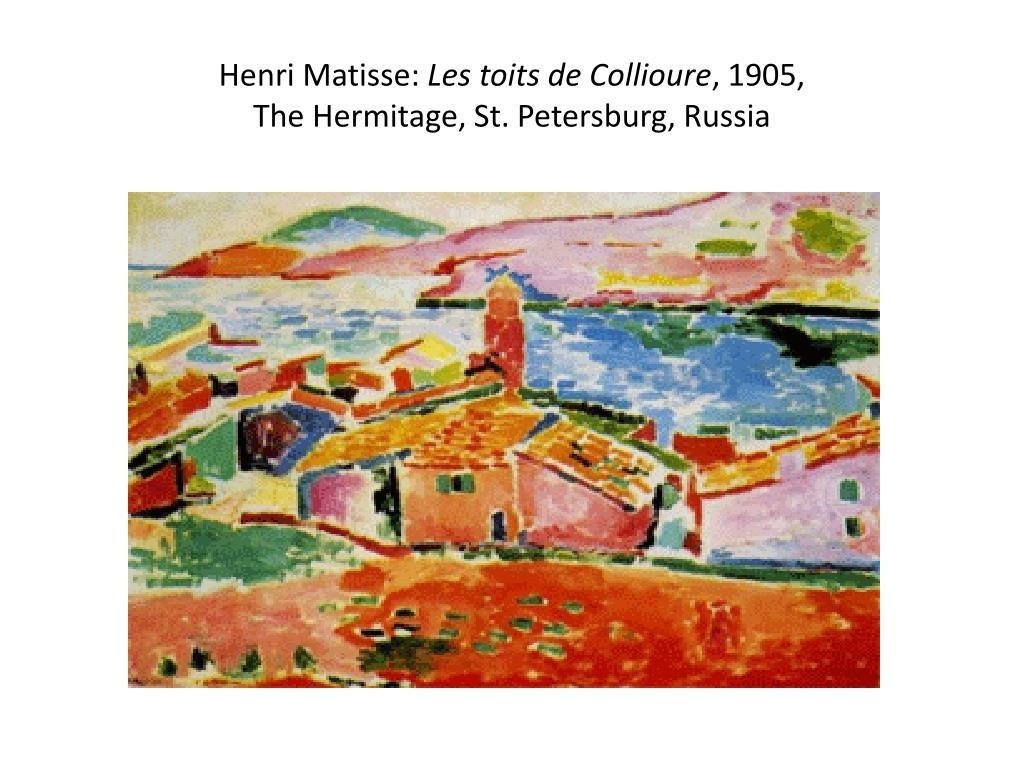 Henri Matisse: Les toits de Collioure, 1905,
The Hermitage, St. Petersburg, Russia